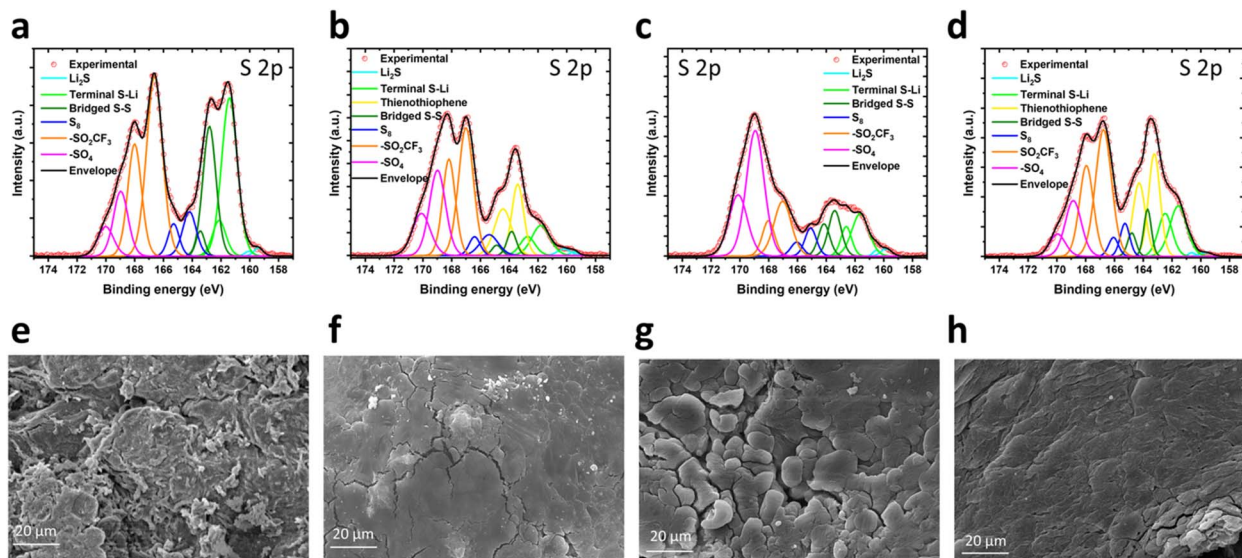 a
S 2p
Experimental
Li₂S
Terminal S-Li
Bridged S-S
S₈
-SO₂CF₃
-SO₄
Envelope
Intensity (a.u.)
174 172 170 168 166 164 162 160 158
Binding energy (eV)
b
S 2p
Experimental
Li₂S
Terminal S-Li
Thienothiophene
Bridged S-S
S₈
-SO₂CF₃
-SO₄
Envelope
Intensity (a.u.)
174 172 170 168 166 164 162 160 158
Binding energy (eV)
c
S 2p
Experimental
Li₂S
Terminal S-Li
Bridged S-S
S₈
-SO₂CF₃
-SO₄
Envelope
Intensity (a.u.)
174 172 170 168 166 164 162 160 158
Binding energy (eV)
d
S 2p
Experimental
Li₂S
Terminal S-Li
Thienothiophene
Bridged S-S
S₈
SO₂CF₃
-SO₄
Envelope
Intensity (a.u.)
174 172 170 168 166 164 162 160 158
Binding energy (eV)
e
20 μm
f
20 μm
g
20 μm
h
20 μm